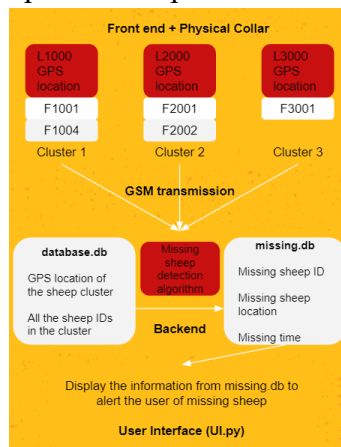 Front end + Physical Collar
L1000
GPS
location
F1001
F1004
Cluster 1
L2000
GPS
location
F2001
F2002
Cluster 2
L3000
GPS
location
F3001
Cluster 3
GSM transmission
database.db
GPS location of
the sheep cluster
All the sheep IDs
in the cluster
Missing
sheep
detection
algorithm
missing.db
Missing sheep ID
Missing sheep
location
Missing time
Backend
Display the information from missing.db to
alert the user of missing sheep
User Interface (UI.py)